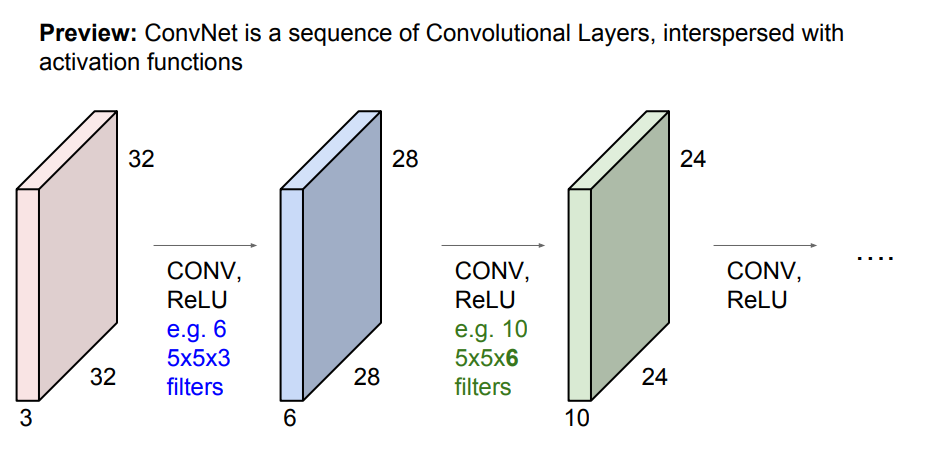 Preview: ConvNet is a sequence of Convolutional Layers, interspersed with
activation functions
32
32
3
CONV,
ReLU
e.g. 6
5x5x3
filters
28
28
6
CONV,
ReLU
e.g. 10
5x5x6
filters
24
24
10
CONV,
ReLU
....